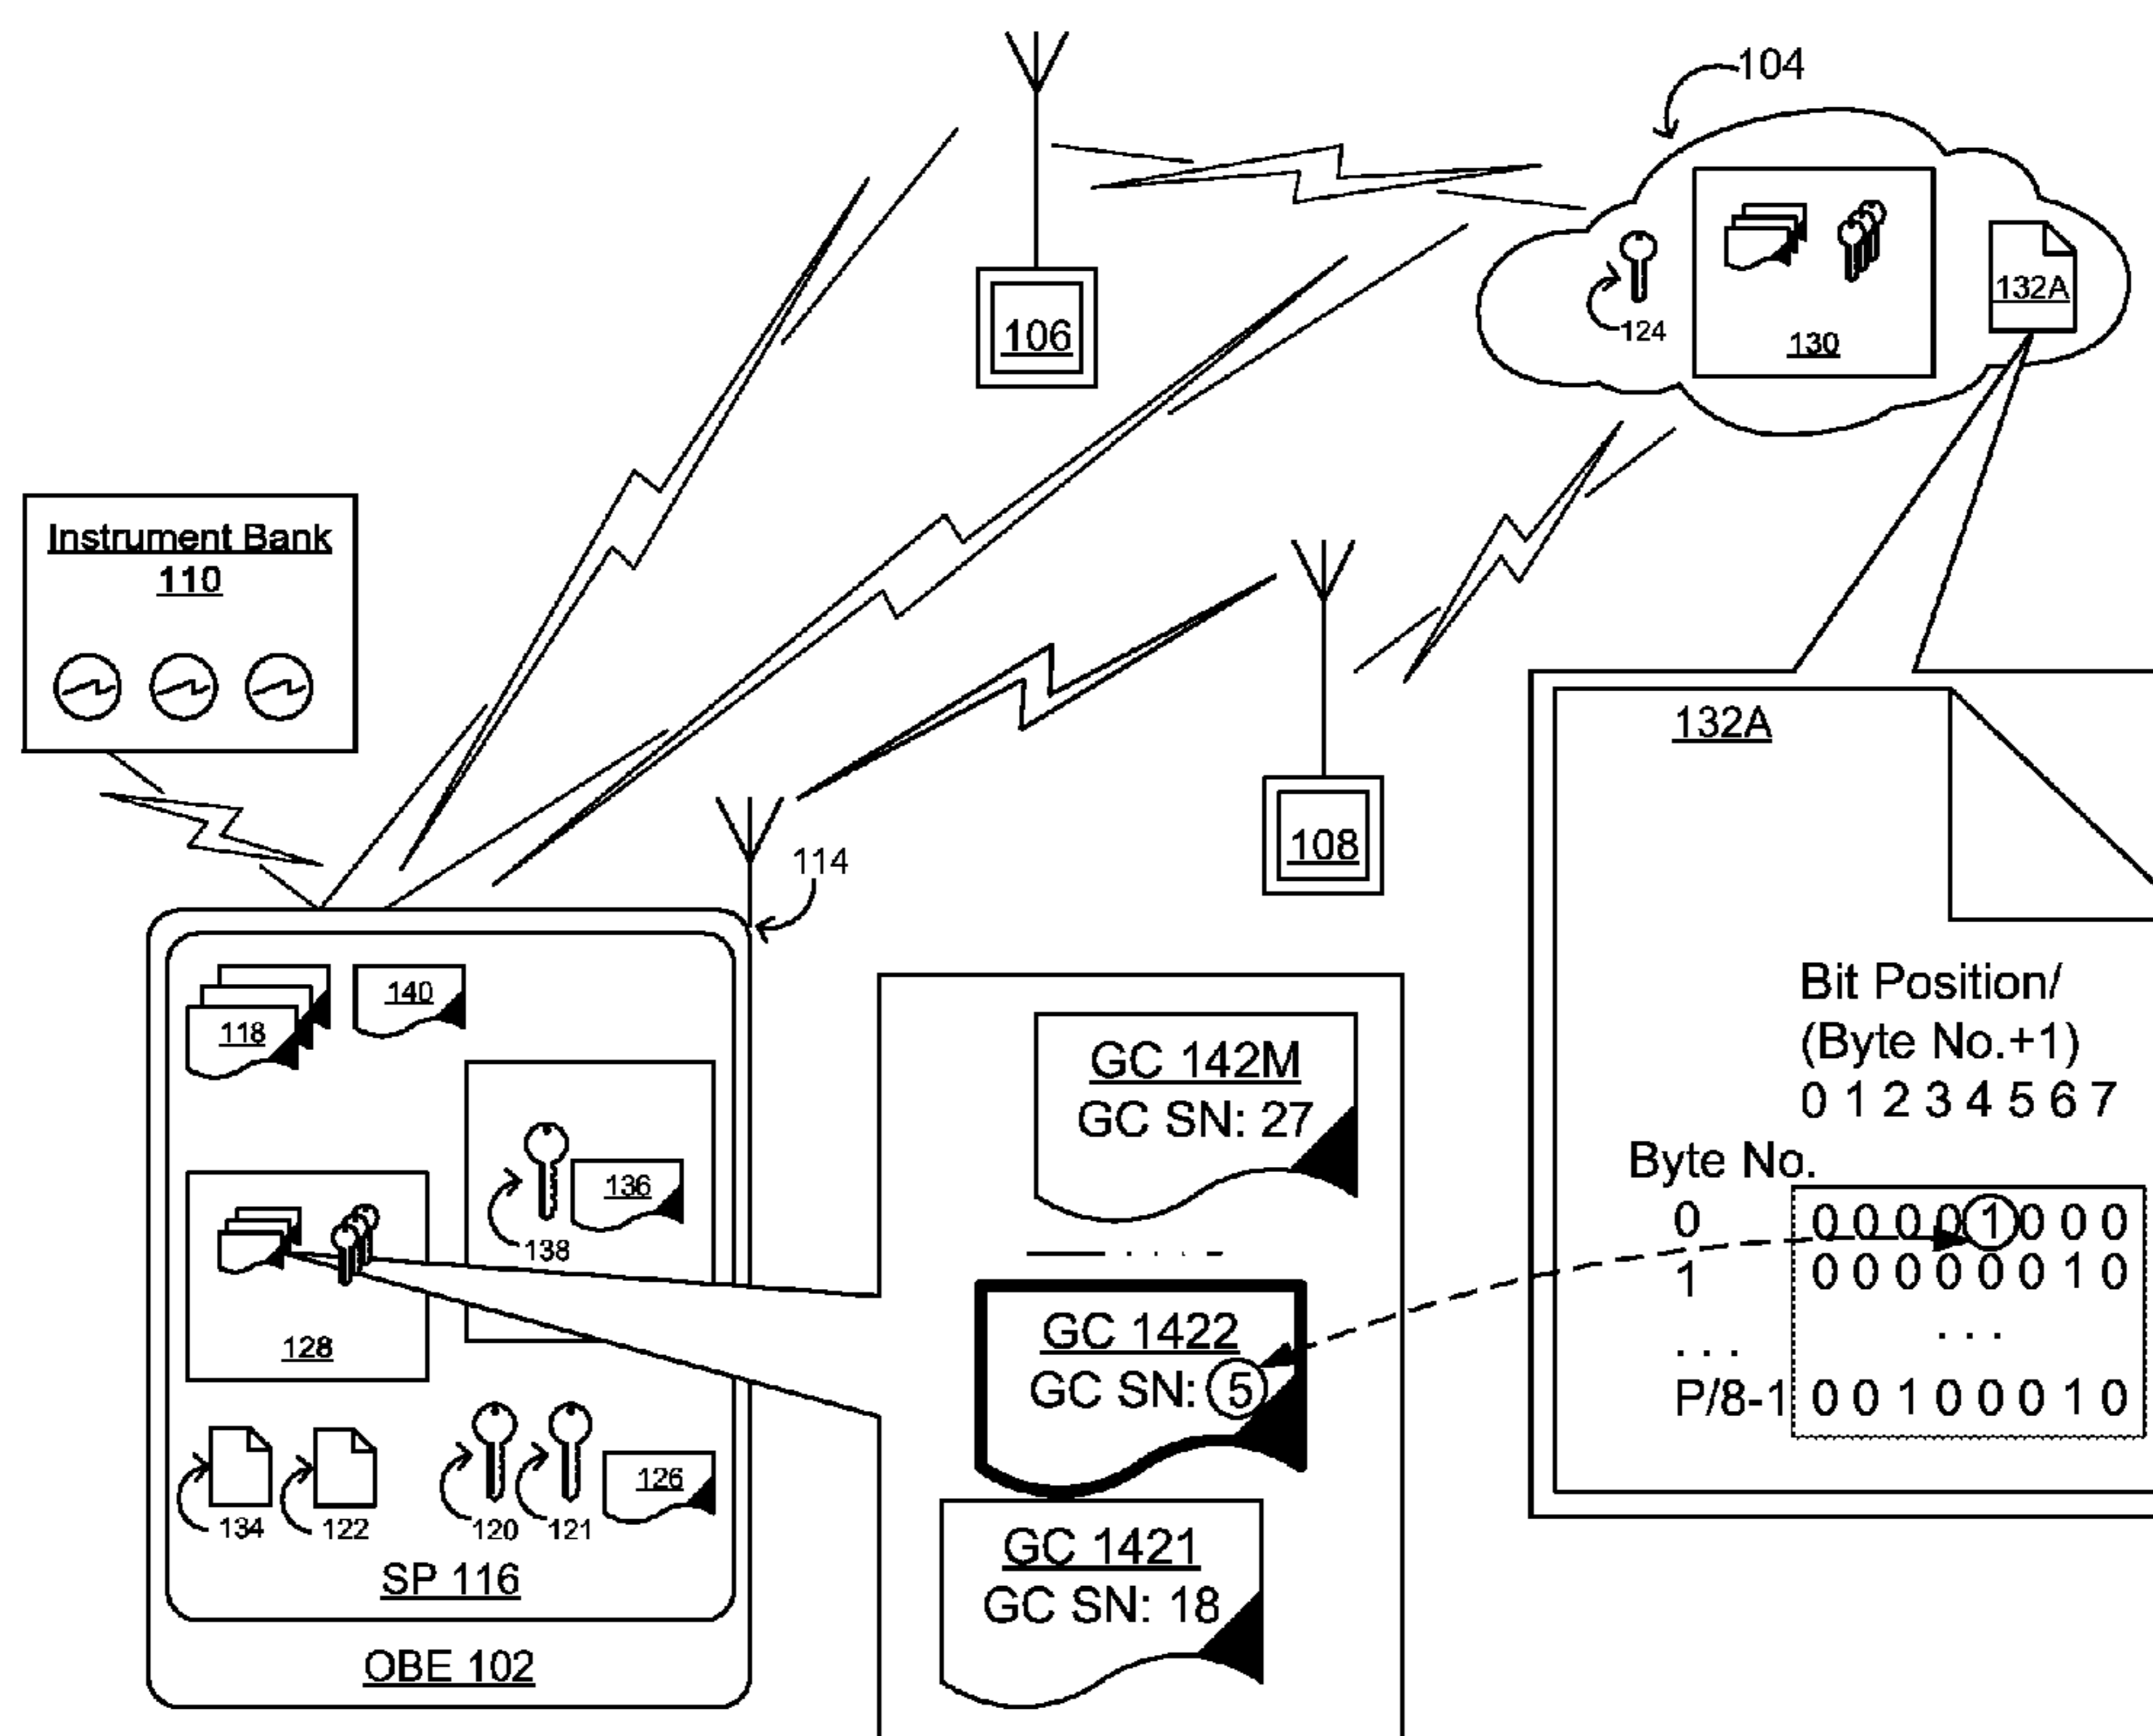 104
106
124
130
132A
Instrument Bank
110
108
114
132A
118
140
136
138
128
134
122
120
121
126
SP 116
OBE 102
GC 142M
GC SN: 27
GC 1422
GC SN: 5
GC 1421
GC SN: 18
Bit Position/
(Byte No.+1)
0 1 2 3 4 5 6 7
Byte No.
0 0 0 0 0 1 0 0 0
1 0 0 0 0 0 0 1 0
. . . . . .
P/8-1 0 0 1 0 0 0 1 0